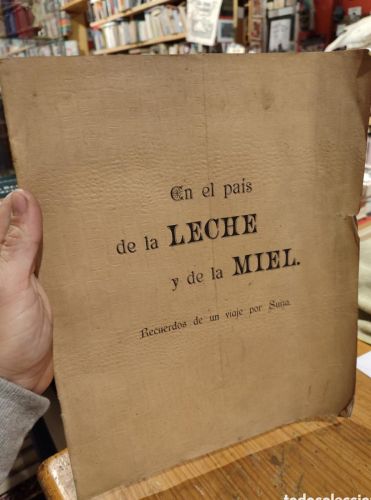 En el país
de la LECHE
y de la MIEL.
Recuerdos de un viaje por Suiza.
todocoleccion